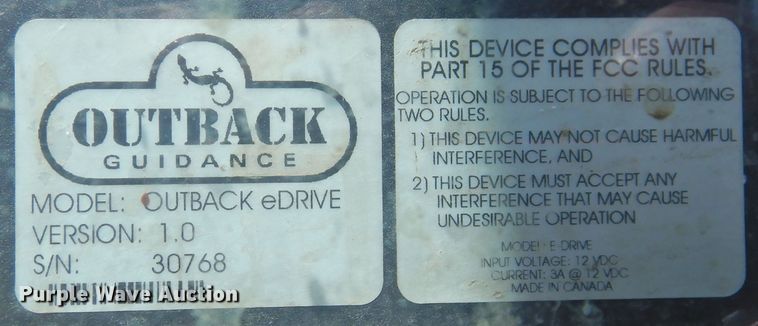 OUTBACK
GUIDANCE
MODEL: OUTBACK eDRIVE
VERSION: 1.0
S/N: 30768
THIS DEVICE COMPLIES WITH
PART 15 OF THE FCC RULES.
OPERATION IS SUBJECT TO THE FOLLOWING
TWO RULES.
1) THIS DEVICE MAY NOT CAUSE HARMFUL
INTERFERENCE, AND
2) THIS DEVICE MUST ACCEPT ANY
INTERFERENCE THAT MAY CAUSE
UNDESIRABLE OPERATION
MODEL: E-DRIVE
INPUT VOLTAGE: 12 VDC
CURRENT: 3A @ 12 VDC
MADE IN CANADA
Purple Wave Auction